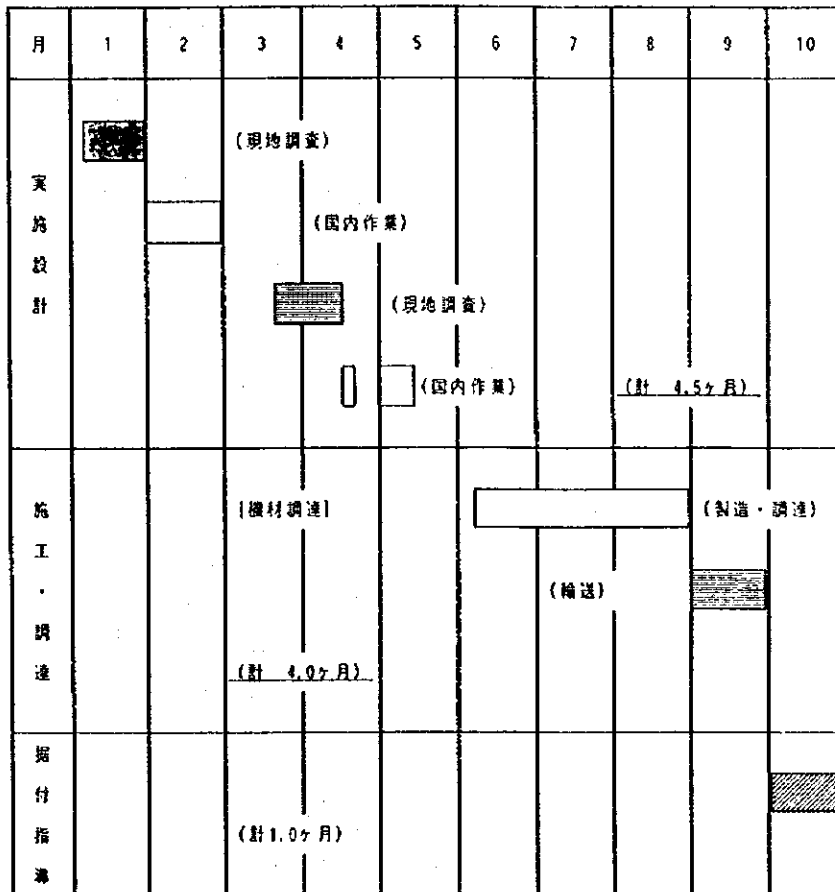 月 1 2 3 4 5 6 7 8 9 10
実施設計
(現地調査)
(国内作業)
(現地調査)
(国内作業) (計 4.5ヶ月)
施工・調達
[機材調達] (製造・調達)
(輸送)
(計 4.0ヶ月)
据付指導
(計1.0ヶ月)